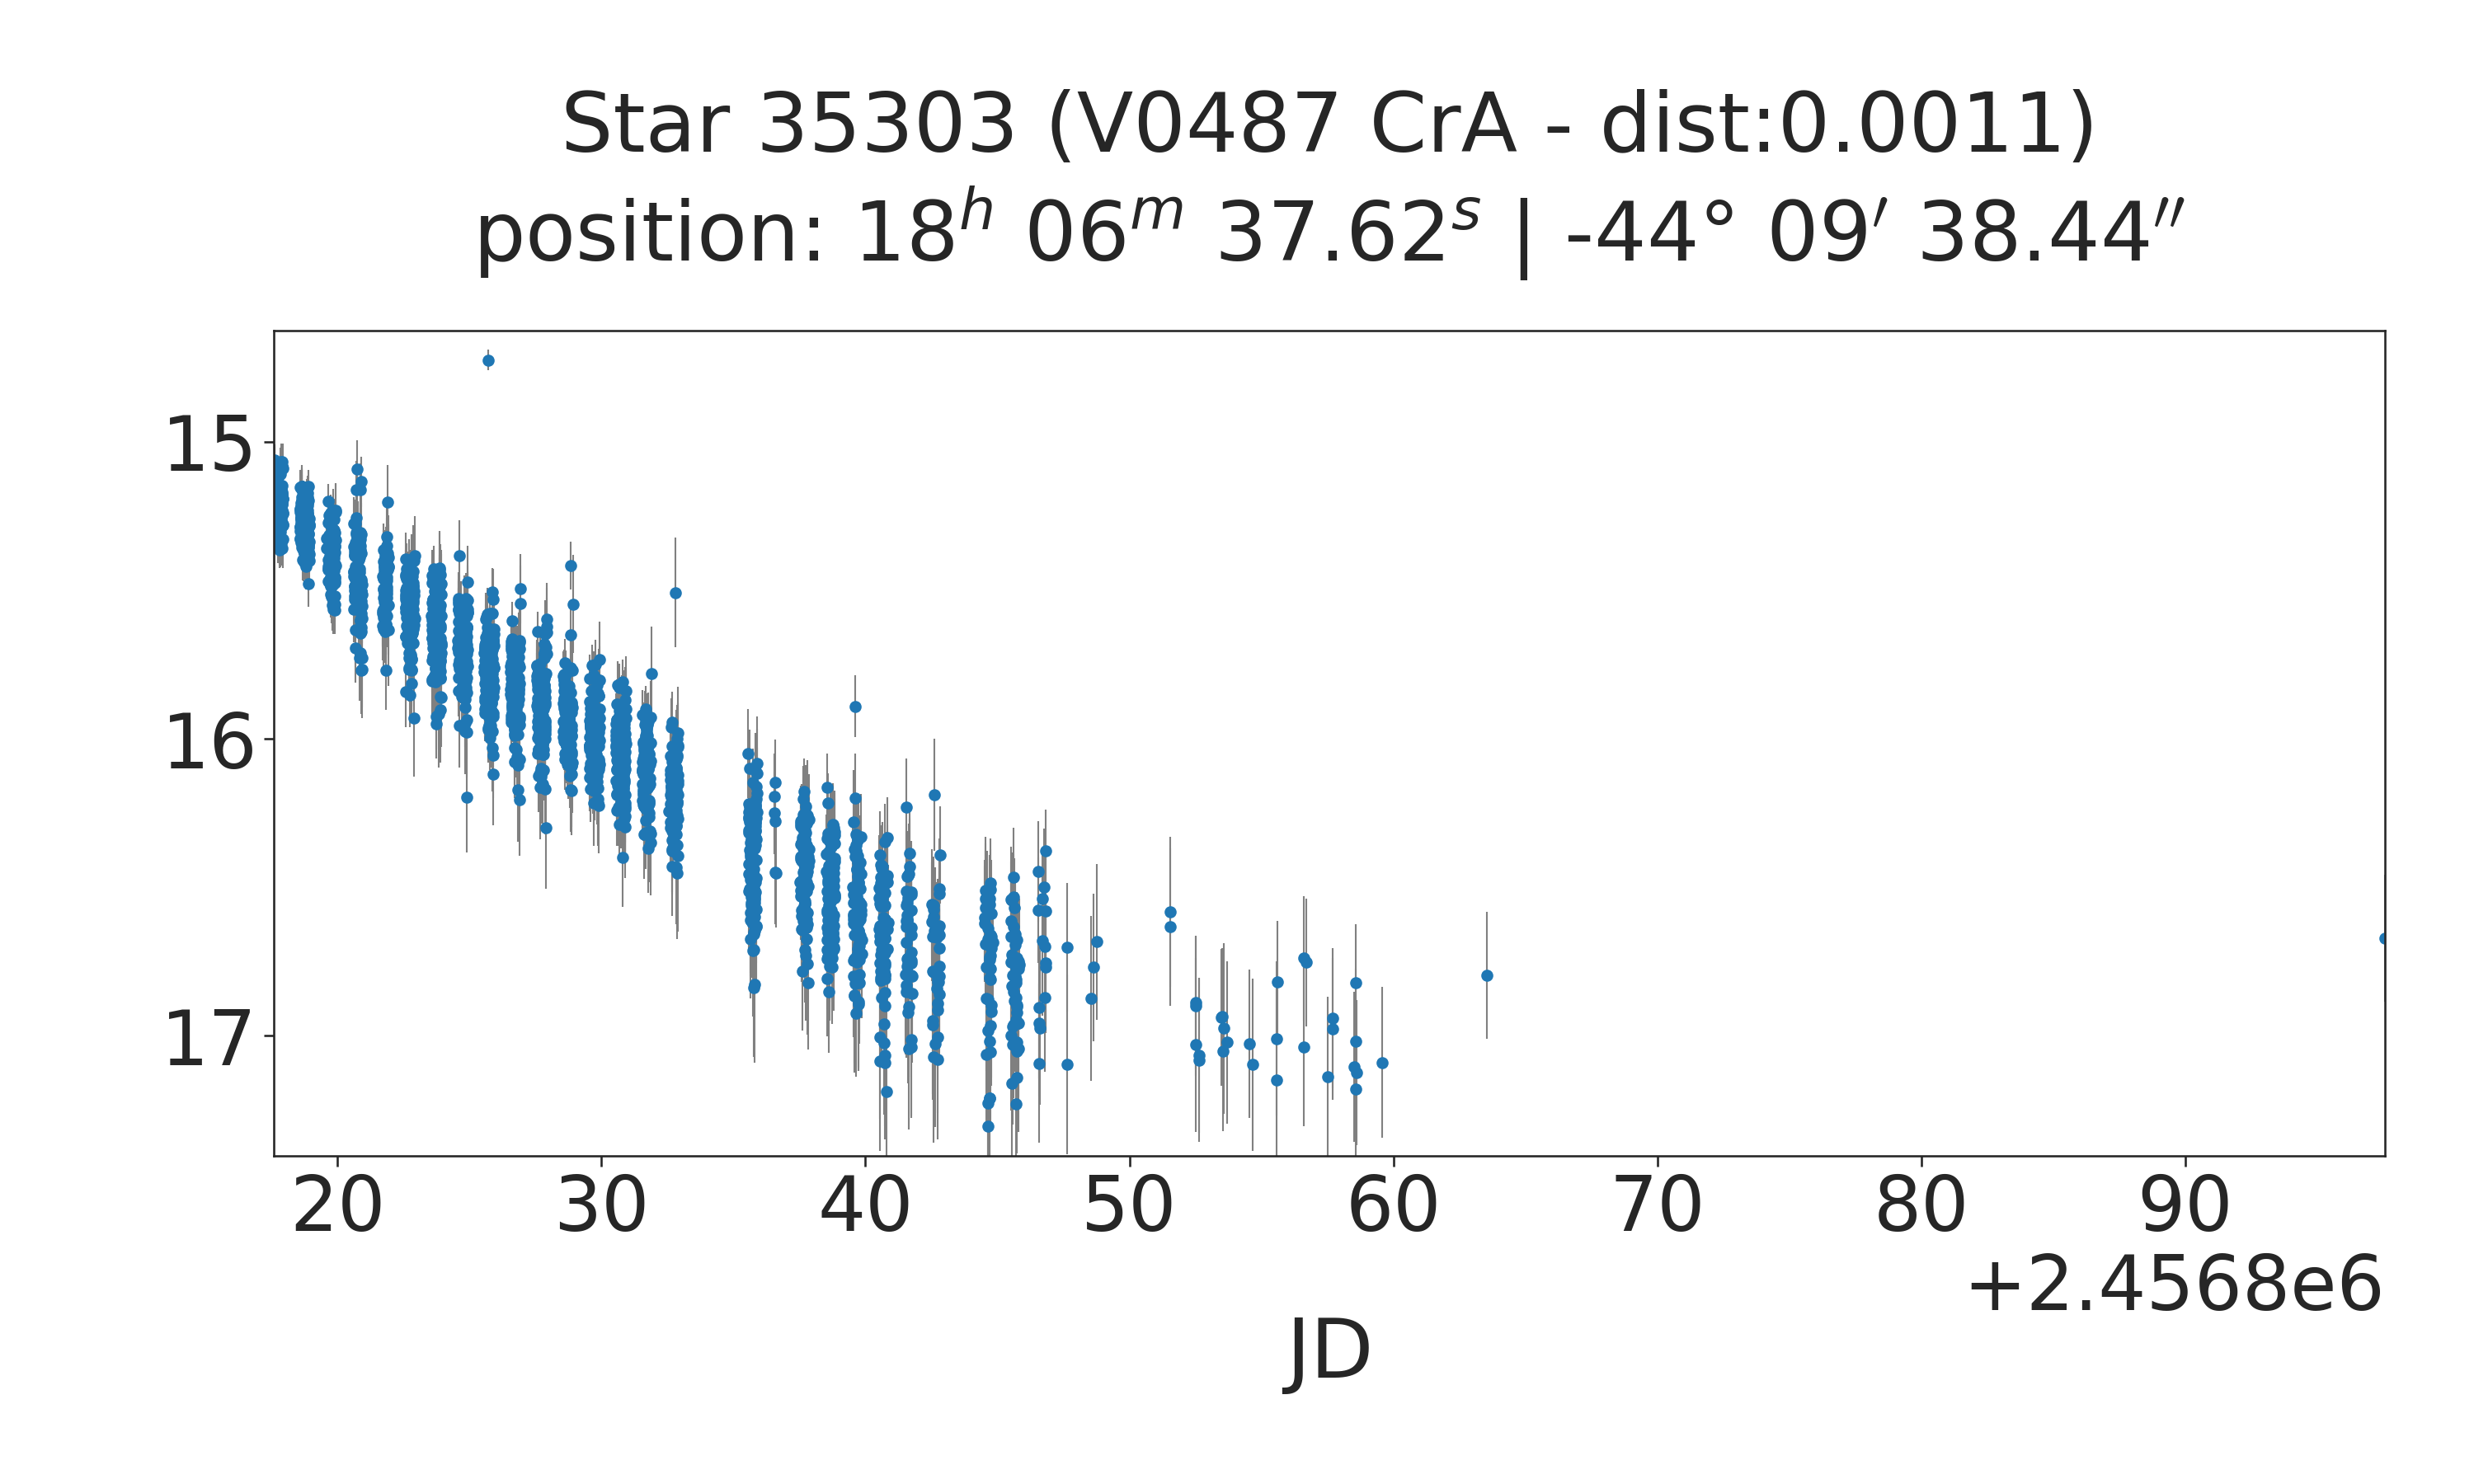 Star 35303 (V0487 CrA - dist:0.0011)
position: 18ʰ 06ᵐ 37.62ˢ | -44° 09′ 38.44′′
15
16
17
20 30 40 50 60 70 80 90
+2.4568e6
JD